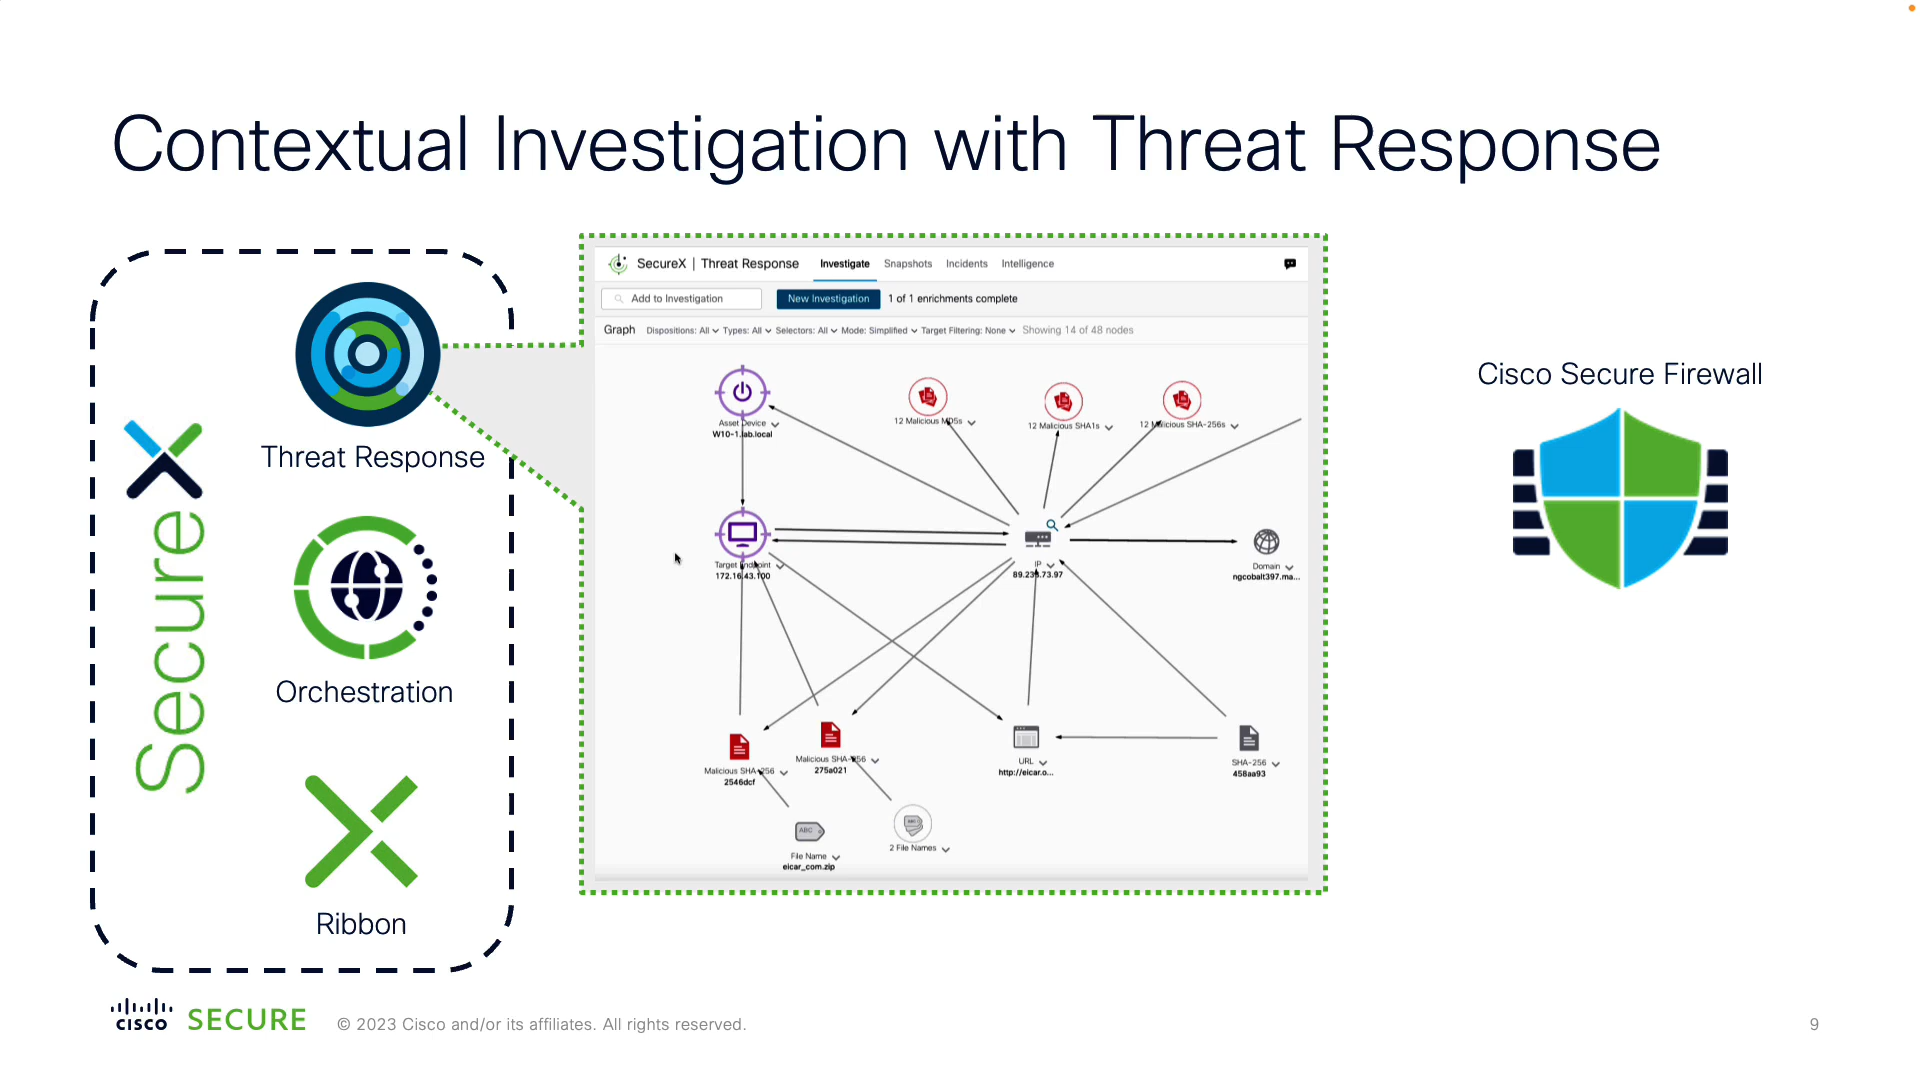 Contextual Investigation with Threat Response
SecureX
Threat Response
Orchestration
Ribbon
SecureX | Threat Response
Investigate
Snapshots
Incidents
Intelligence
Add to Investigation
New Investigation
1 of 1 enrichments complete
Graph
Dispositions: All
Types: All
Selectors: All
Mode: Simplified
Target Filtering: None
Showing 14 of 48 nodes
Asset Device
W10-1.lab.local
12 Malicious MD5s
12 Malicious SHA1s
12 Malicious SHA-256s
Target Endpoint
172.16.43.100
IP
Domain
ngcobalt397.ma...
Malicious SHA-256
2546dcf
Malicious SHA-256
275a021
URL
http://eicar.o...
SHA-256
458aa93
ABC
File Name
eicar_com.zip
2 File Names
Cisco Secure Firewall
CISCO SECURE
© 2023 Cisco and/or its affiliates. All rights reserved.
9